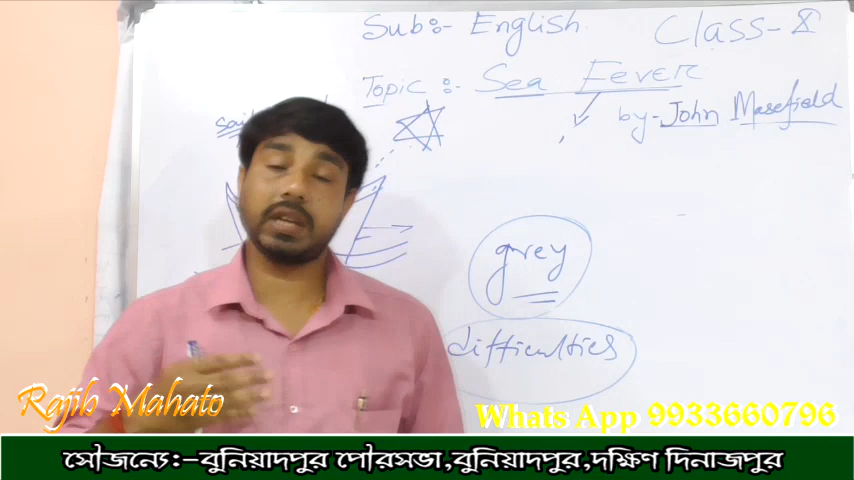 Sub:- English
Class-X
Topic :- Sea Fever
by- John Masefield
grey
difficulties
Rajib Mahato
Whats App 9933660796
সৌজন্যে:-বুনিয়াদপুর পৌরসভা,বুনিয়াদপুর,দক্ষিণ দিনাজপুর